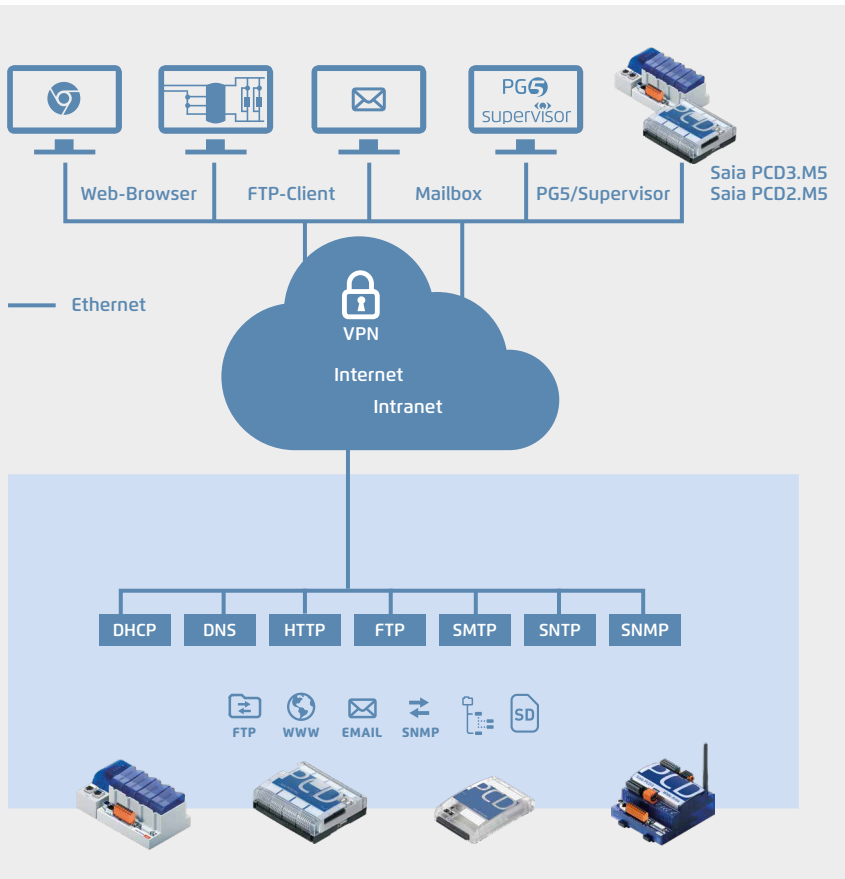 PG5
supervisor
PCD
Saia PCD3.M5
Saia PCD2.M5
Web-Browser
FTP-Client
Mailbox
PG5/Supervisor
Ethernet
VPN
Internet
Intranet
DHCP
DNS
HTTP
FTP
SMTP
SNTP
SNMP
SD
FTP
WWW
EMAIL
SNMP
PCD
PCD
PCD